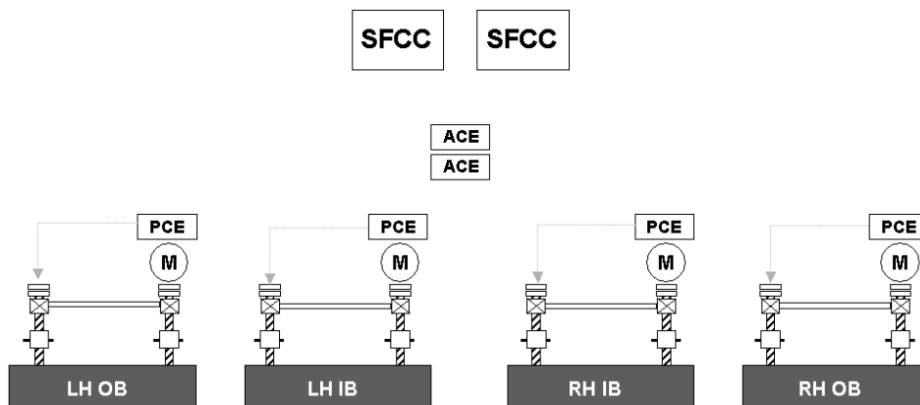 SFCC SFCC
ACE
ACE
PCE PCE PCE PCE
M M M M
LH OB LH IB RH IB RH OB